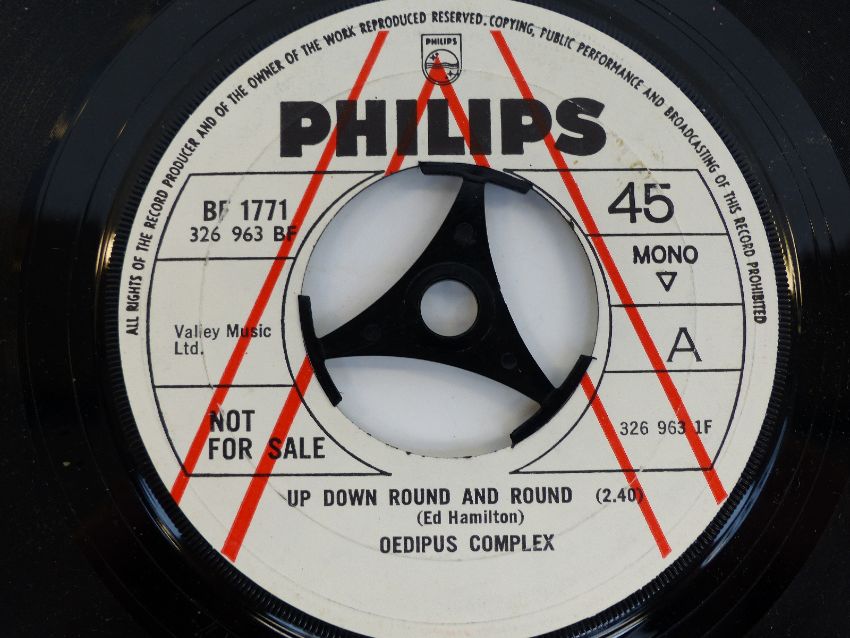 ALL RIGHTS OF THE RECORD PRODUCER AND OF THE OWNER OF THE WORK REPRODUCED RESERVED. COPYING, PUBLIC PERFORMANCE AND BROADCASTING OF THIS RECORD PROHIBITED
PHILIPS
PHILIPS
BF 1771
326 963 BF
45
MONO
Valley Music
Ltd.
A
NOT
FOR SALE
326 963 1F
UP DOWN ROUND AND ROUND (2.40)
(Ed Hamilton)
OEDIPUS COMPLEX